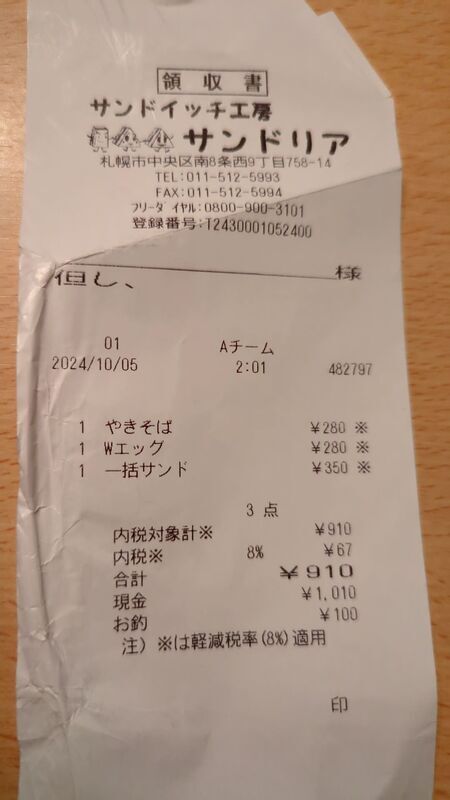 領収書
サンドイッチ工房
サンドリア
札幌市中央区南8条西9丁目758-14
TEL:011-512-5993
FAX:011-512-5994
フリーダイヤル:0800-900-3101
登録番号:T2430001052400
様
但し、
01 Aチーム
2024/10/05 2:01 482797
1 やきそば ¥280 ※
1 Wエッグ ¥280 ※
1 一括サンド ¥350 ※
3 点
内税対象計※ ¥910
内税※ 8% ¥67
合計 ¥910
現金 ¥1,010
お釣 ¥100
注) ※は軽減税率(8%)適用
印